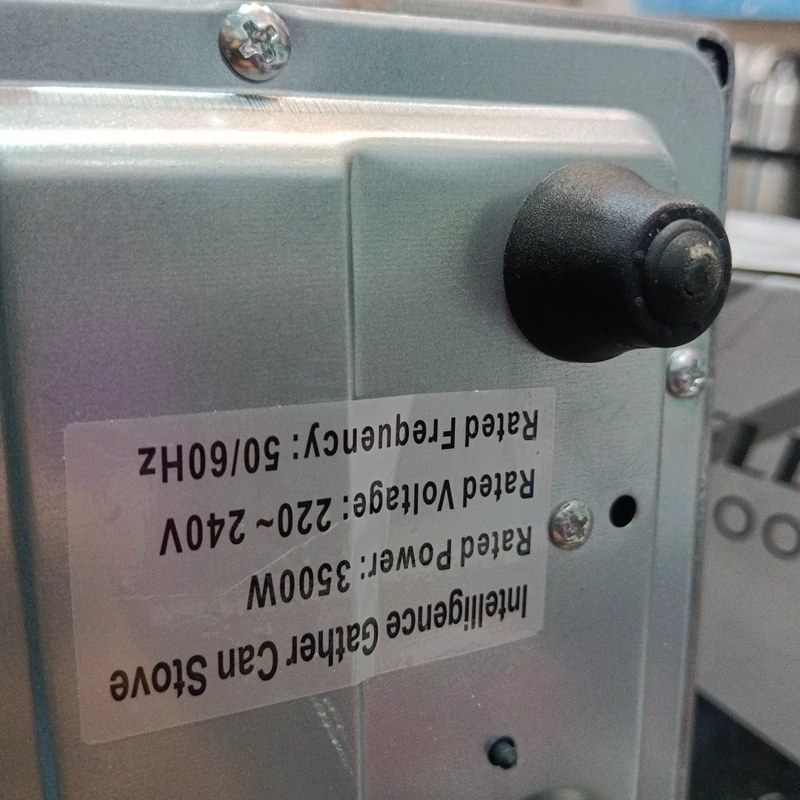 Intelligence Gather Can Stove
Rated Power: 3500W
Rated Voltage: 220~240V
Rated Frequency: 50/60Hz